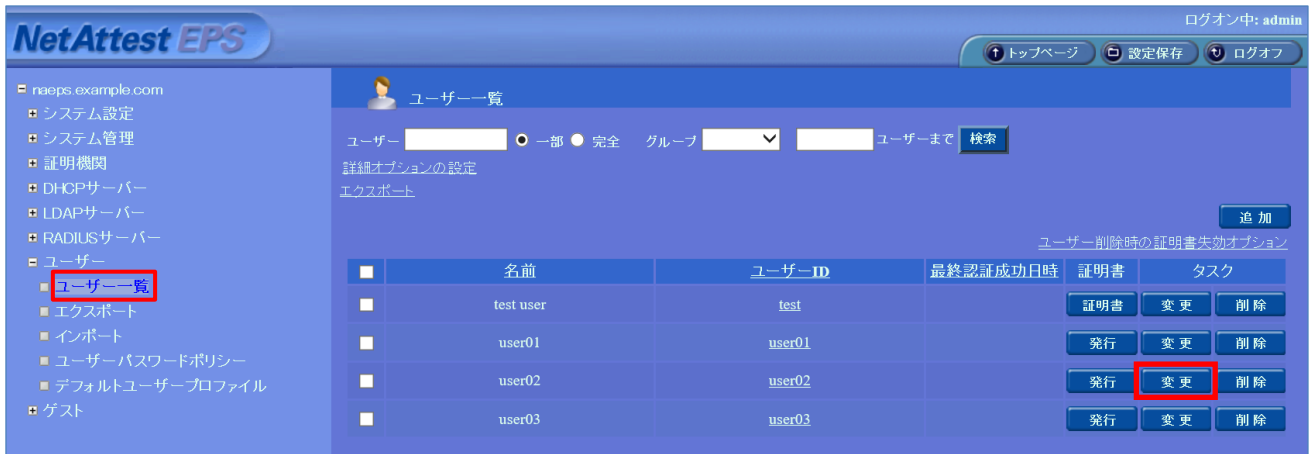 ログオン中: admin
NetAttest EPS
トップページ 設定保存 ログオフ
naeps.example.com
システム設定
システム管理
証明機関
DHCPサーバー
LDAPサーバー
RADIUSサーバー
ユーザー
ユーザー一覧
エクスポート
インポート
ユーザーパスワードポリシー
デフォルトユーザープロファイル
ゲスト
ユーザー一覧
ユーザー 一部 完全 グループ ユーザーまで 検索
詳細オプションの設定
エクスポート
追加
ユーザー削除時の証明書失効オプション
名前 ユーザーID 最終認証成功日時 証明書 タスク
test user test 証明書 変更 削除
user01 user01 発行 変更 削除
user02 user02 発行 変更 削除
user03 user03 発行 変更 削除